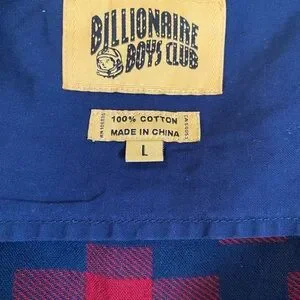 BILLIONAIRE
BOYS CLUB
100% COTTON
MADE IN CHINA
L